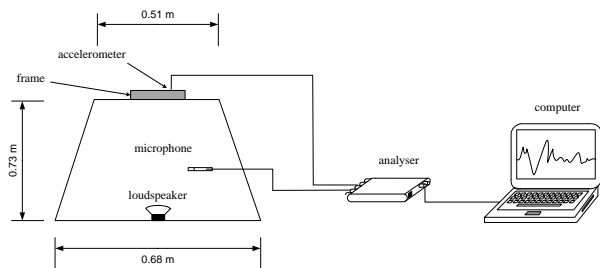 0.51 m
accelerometer
frame
computer
0.73 m
microphone
analyser
loudspeaker
0.68 m